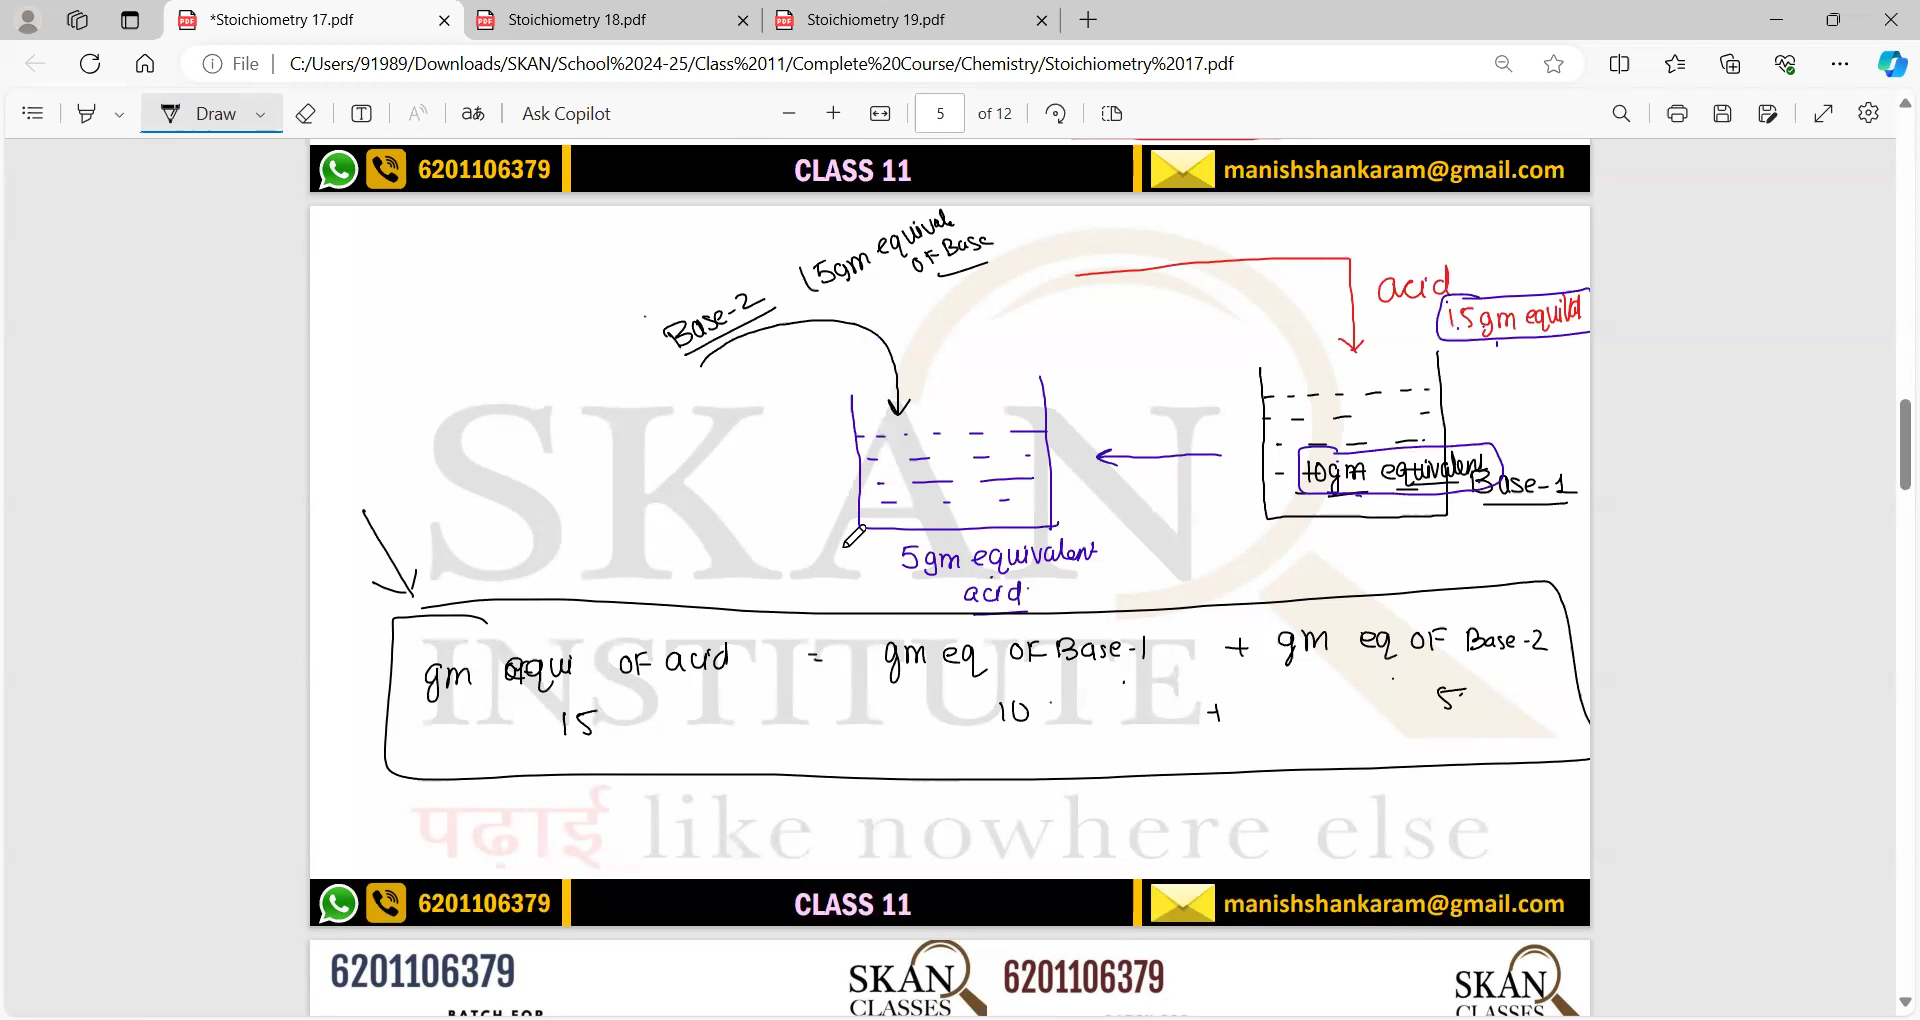 *Stoichiometry 17.pdf
Stoichiometry 18.pdf
Stoichiometry 19.pdf
File
C:/Users/91989/Downloads/SKAN/School%2024-25/Class%2011/Complete%20Course/Chemistry/Stoichiometry%2017.pdf
Draw
Ask Copilot
5 of 12
6201106379 CLASS 11 manishshankaram@gmail.com
Base-2
15gm equival
OF Base
acid
1.5gm equival
10gm equivalent
Base-1
5gm equivalent
acid
gm equi OF acid = gm eq OF Base-1 + gm eq OF Base-2
15 10 + 5
SKAN
INSTITUTE
पढ़ाई like nowhere else
6201106379 CLASS 11 manishshankaram@gmail.com
6201106379
SKAN
CLASSES
6201106379
SKAN
CLASSES
BATCH FOR